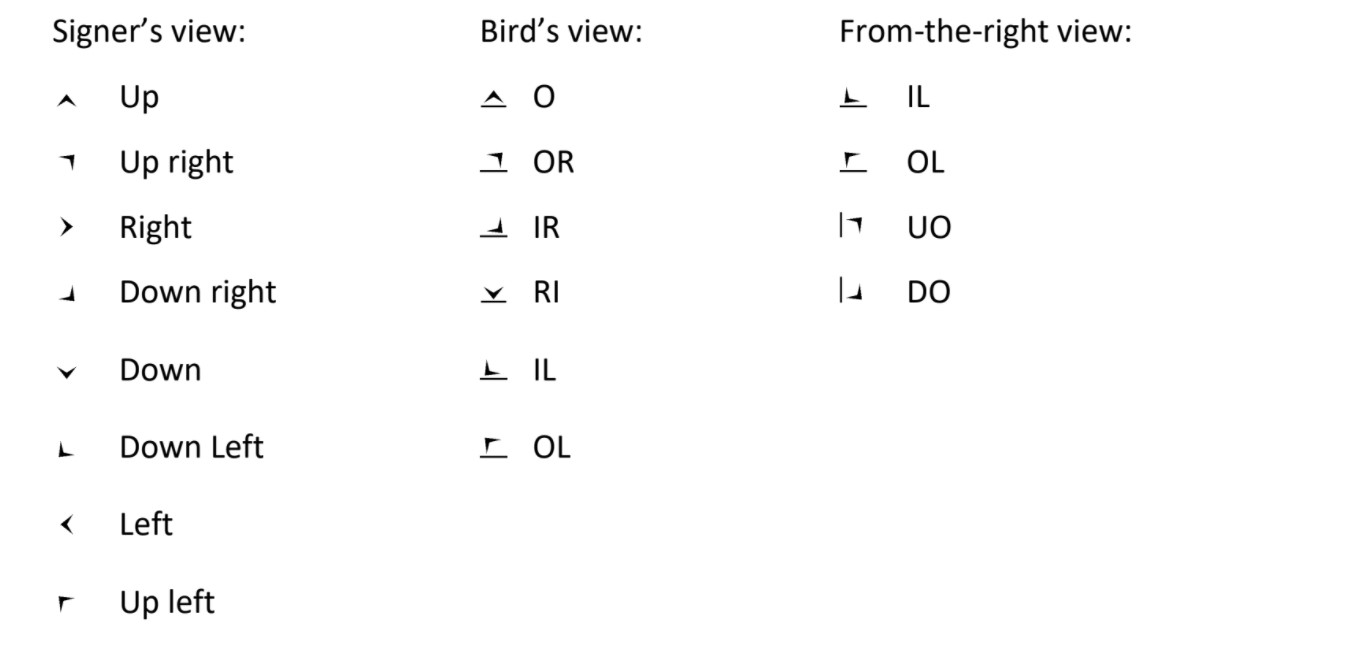 Signer’s view:
Up
Up right
Right
Down right
Down
Down Left
Left
Up left
Bird’s view:
O
OR
IR
RI
IL
OL
From-the-right view:
IL
OL
UO
DO